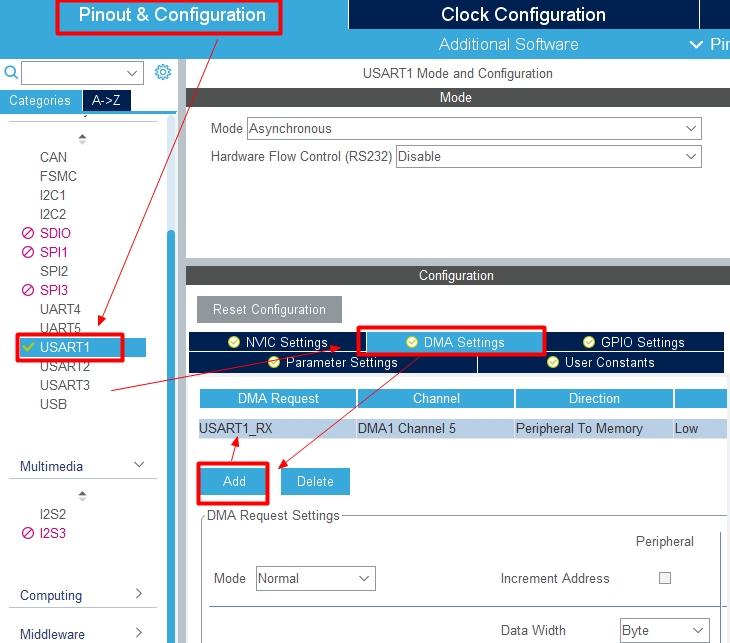 Pinout & Configuration
Clock Configuration
Additional Software
Pin
USART1 Mode and Configuration
Categories
A->Z
Mode
Mode Asynchronous
Hardware Flow Control (RS232) Disable
CAN
FSMC
I2C1
I2C2
SDIO
SPI1
SPI2
SPI3
UART4
UART5
USART1
USART2
USART3
USB
Multimedia
I2S2
I2S3
Computing
Middleware
Configuration
Reset Configuration
NVIC Settings
DMA Settings
GPIO Settings
Parameter Settings
User Constants
DMA Request Channel Direction
USART1_RX DMA1 Channel 5 Peripheral To Memory Low
Add Delete
DMA Request Settings
Peripheral
Mode Normal Increment Address
Data Width Byte